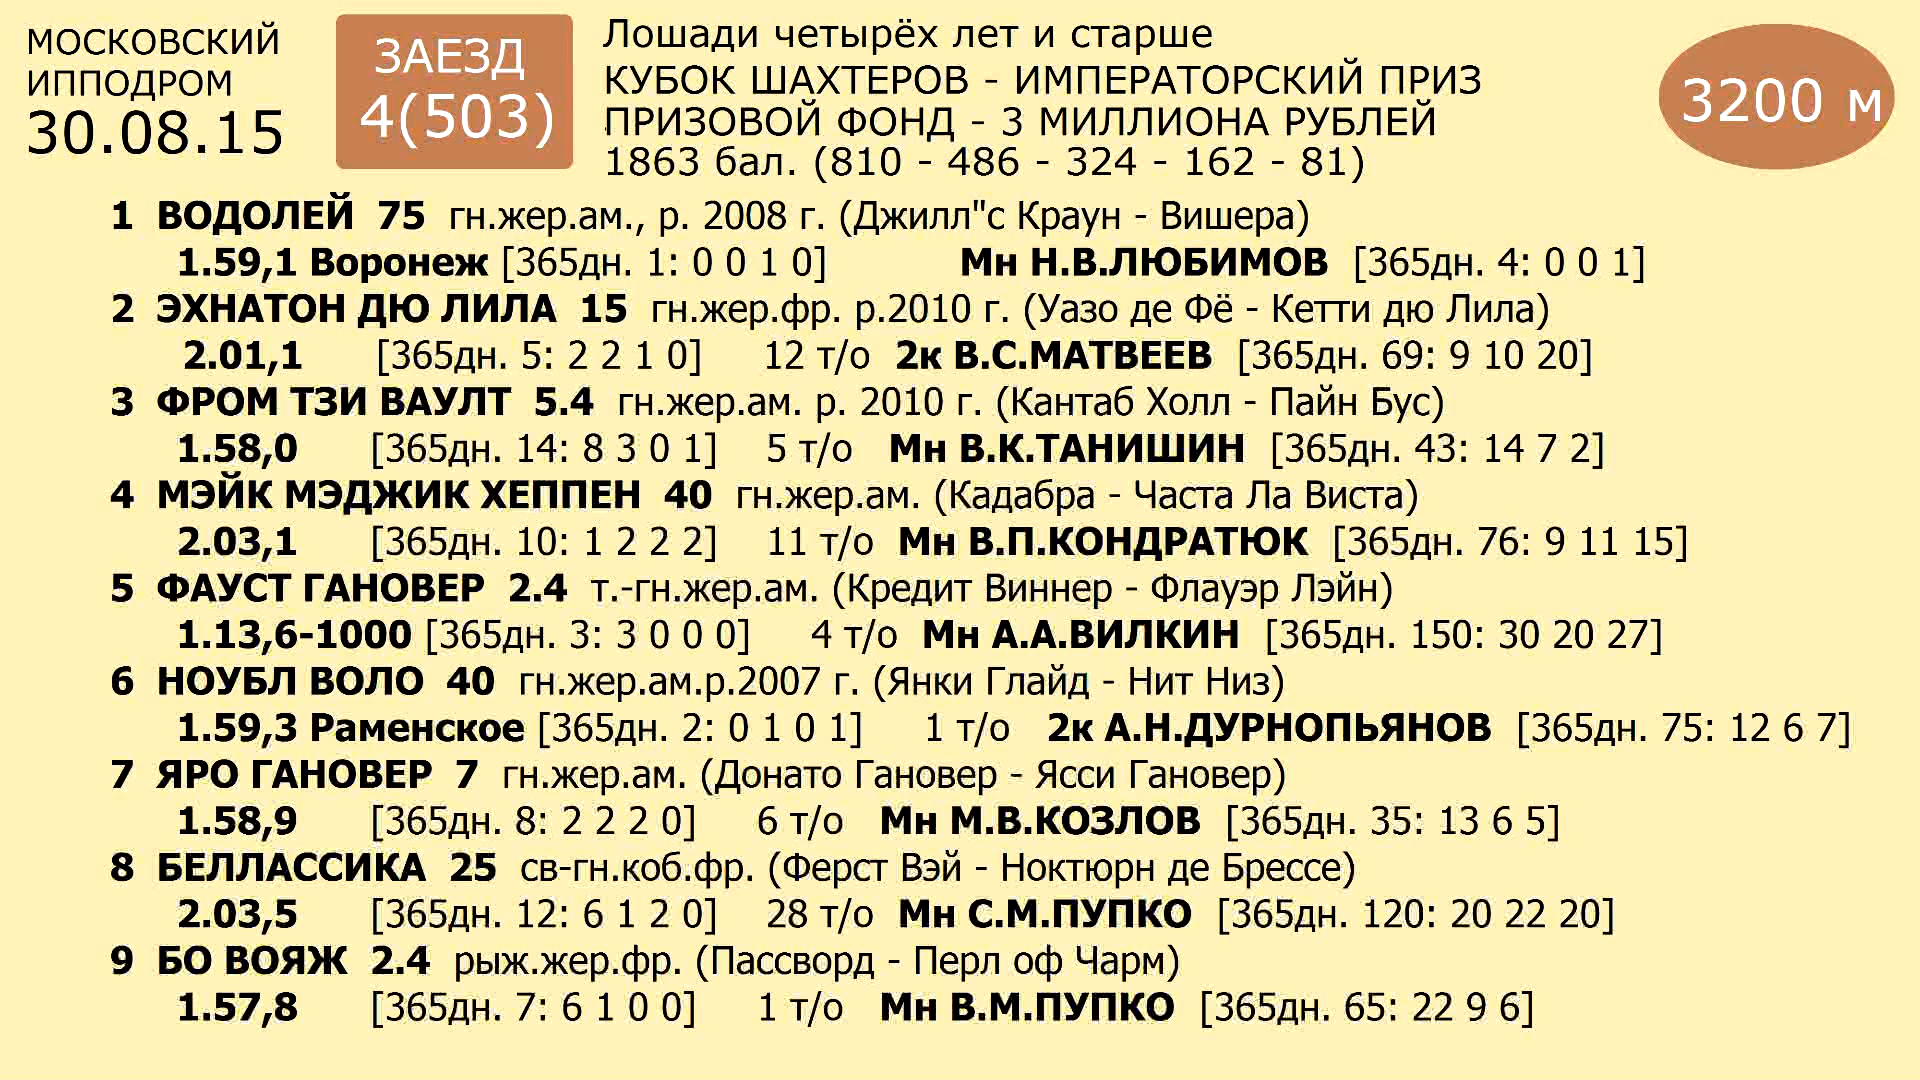 МОСКОВСКИЙ
ИППОДРОМ
30.08.15
ЗАЕЗД
4(503)
Лошади четырёх лет и старше
КУБОК ШАХТЕРОВ - ИМПЕРАТОРСКИЙ ПРИЗ
ПРИЗОВОЙ ФОНД - 3 МИЛЛИОНА РУБЛЕЙ
1863 бал. (810 - 486 - 324 - 162 - 81)
3200 м
1 ВОДОЛЕЙ 75 гн.жер.ам., р. 2008 г. (Джилл"с Краун - Вишера)
1.59,1 Воронеж [365дн. 1: 0 0 1 0] Мн Н.В.ЛЮБИМОВ [365дн. 4: 0 0 1]
2 ЭХНАТОН ДЮ ЛИЛА 15 гн.жер.фр. р.2010 г. (Уазо де Фё - Кетти дю Лила)
2.01,1 [365дн. 5: 2 2 1 0] 12 т/о 2к В.С.МАТВЕЕВ [365дн. 69: 9 10 20]
3 ФРОМ ТЗИ ВАУЛТ 5.4 гн.жер.ам. р. 2010 г. (Кантаб Холл - Пайн Бус)
1.58,0 [365дн. 14: 8 3 0 1] 5 т/о Мн В.К.ТАНИШИН [365дн. 43: 14 7 2]
4 МЭЙК МЭДЖИК ХЕППЕН 40 гн.жер.ам. (Кадабра - Часта Ла Виста)
2.03,1 [365дн. 10: 1 2 2 2] 11 т/о Мн В.П.КОНДРАТЮК [365дн. 76: 9 11 15]
5 ФАУСТ ГАНОВЕР 2.4 т.-гн.жер.ам. (Кредит Виннер - Флауэр Лэйн)
1.13,6-1000 [365дн. 3: 3 0 0 0] 4 т/о Мн А.А.ВИЛКИН [365дн. 150: 30 20 27]
6 НОУБЛ ВОЛО 40 гн.жер.ам.р.2007 г. (Янки Глайд - Нит Низ)
1.59,3 Раменское [365дн. 2: 0 1 0 1] 1 т/о 2к А.Н.ДУРНОПЬЯНОВ [365дн. 75: 12 6 7]
7 ЯРО ГАНОВЕР 7 гн.жер.ам. (Донато Гановер - Ясси Гановер)
1.58,9 [365дн. 8: 2 2 2 0] 6 т/о Мн М.В.КОЗЛОВ [365дн. 35: 13 6 5]
8 БЕЛЛАССИКА 25 св-гн.коб.фр. (Ферст Вэй - Ноктюрн де Брессе)
2.03,5 [365дн. 12: 6 1 2 0] 28 т/о Мн С.М.ПУПКО [365дн. 120: 20 22 20]
9 БО ВОЯЖ 2.4 рыж.жер.фр. (Пассворд - Перл оф Чарм)
1.57,8 [365дн. 7: 6 1 0 0] 1 т/о Мн В.М.ПУПКО [365дн. 65: 22 9 6]